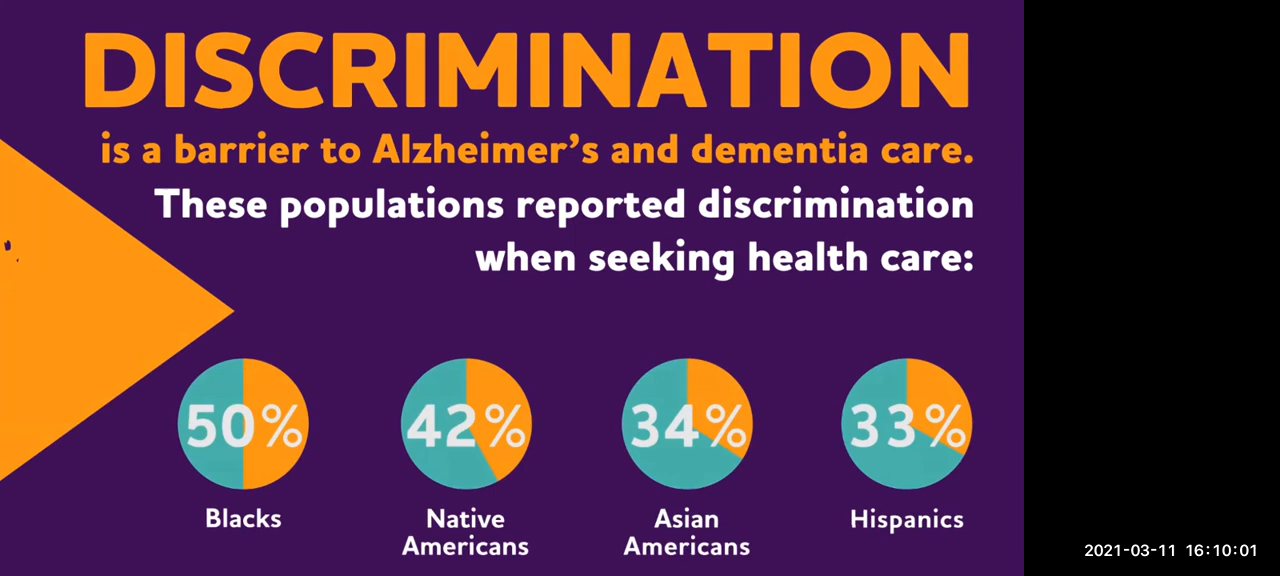 DISCRIMINATION
is a barrier to Alzheimer’s and dementia care.
These populations reported discrimination
when seeking health care:
50%
42%
34%
33%
Blacks
Native
Americans
Asian
Americans
Hispanics
2021-03-11 16:10:01